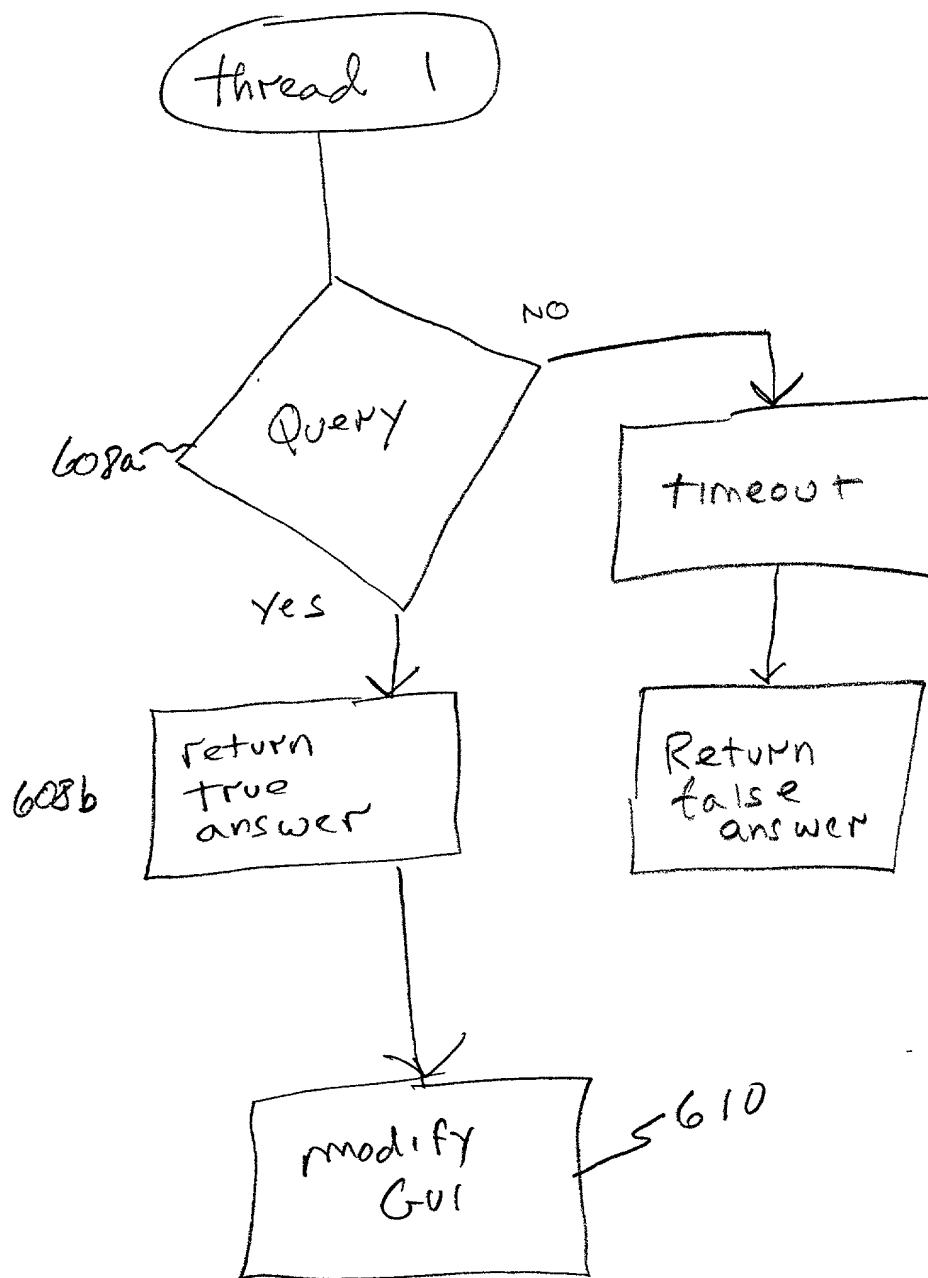 thread 1
NO
Query
608a
timeout
Yes
return
true
answer
608b
Return
false
answer
modify
GUI
610